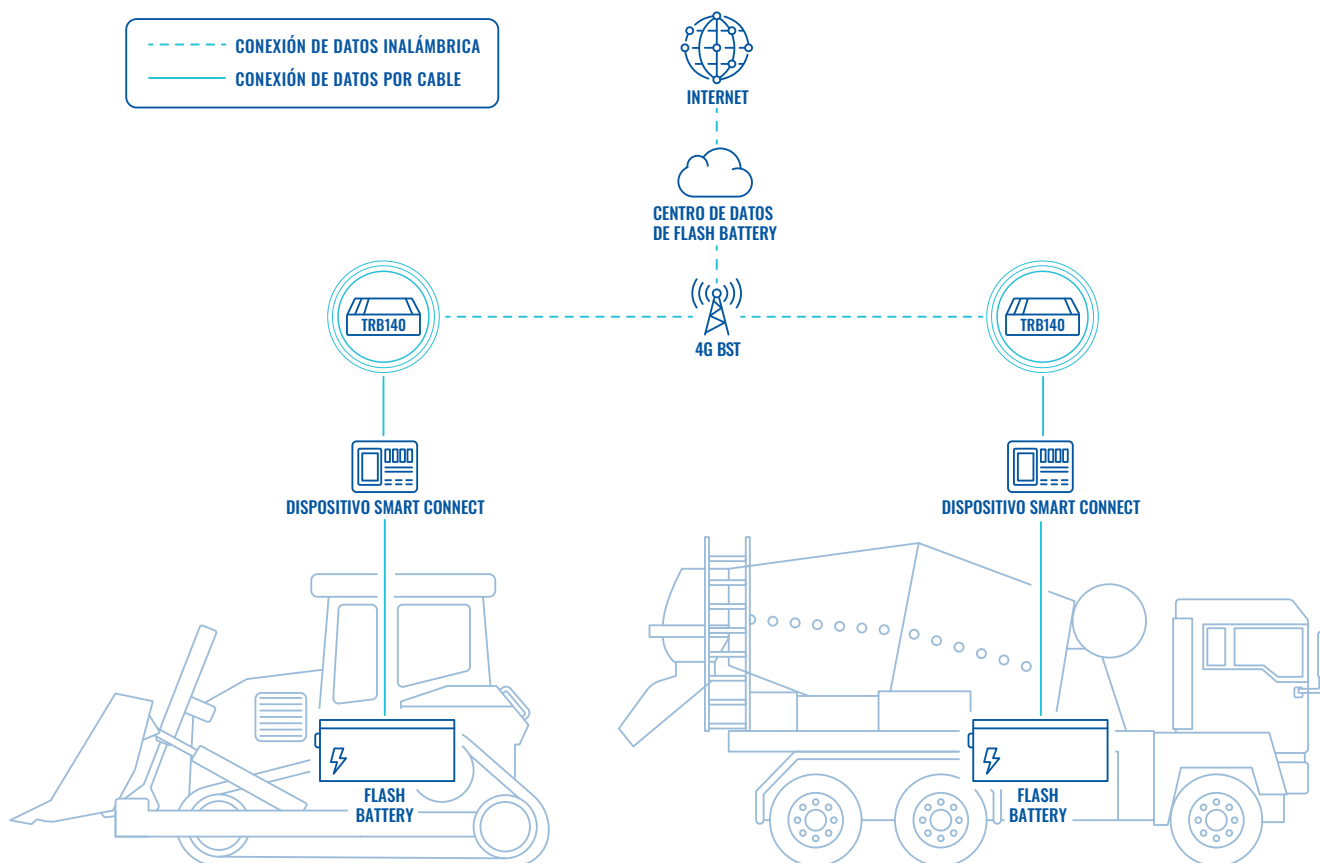 CONEXIÓN DE DATOS INALÁMBRICA
CONEXIÓN DE DATOS POR CABLE
INTERNET
CENTRO DE DATOS
DE FLASH BATTERY
TRB140
4G BST
TRB140
DISPOSITIVO SMART CONNECT
DISPOSITIVO SMART CONNECT
FLASH
BATTERY
FLASH
BATTERY